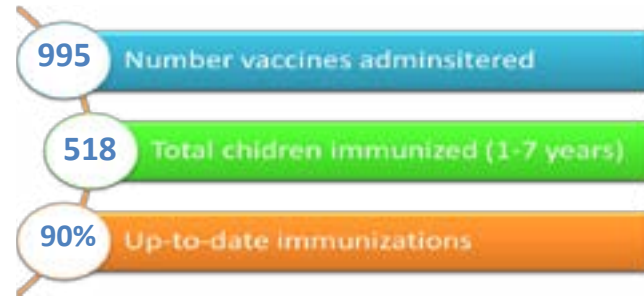 995 Number vaccines adminsitered
518 Total chidren immunized (1-7 years)
90% Up-to-date immunizations